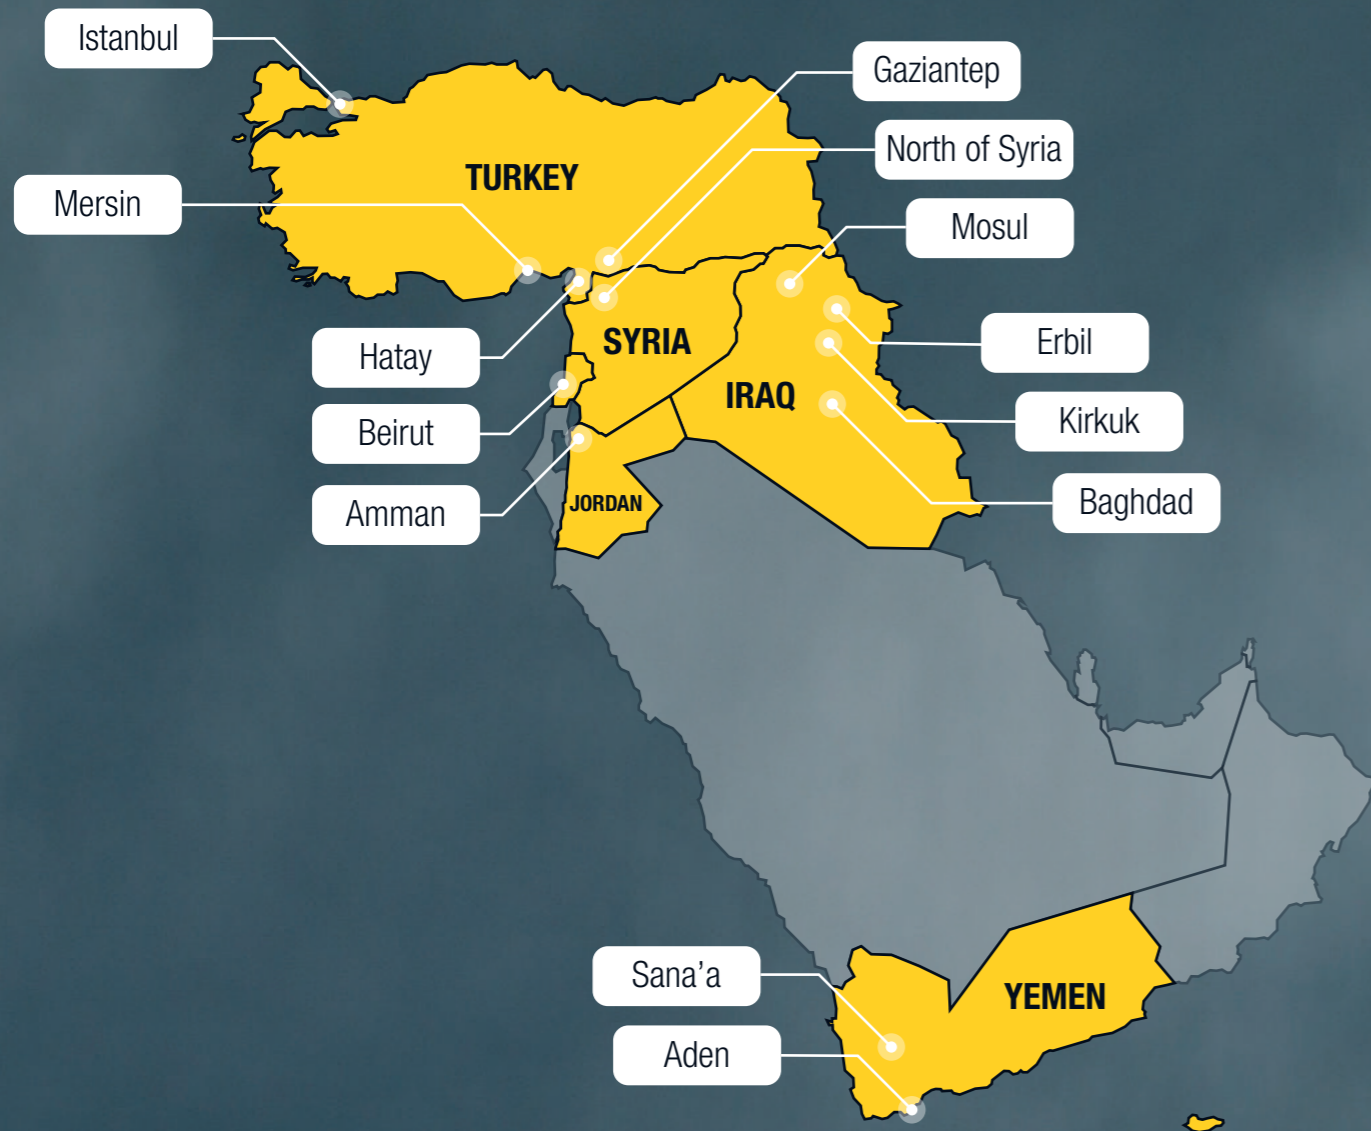 Istanbul
Gaziantep
North of Syria
TURKEY
Mersin
Mosul
Hatay
SYRIA
Erbil
IRAQ
Beirut
Kirkuk
Amman
JORDAN
Baghdad
Sana’a
YEMEN
Aden